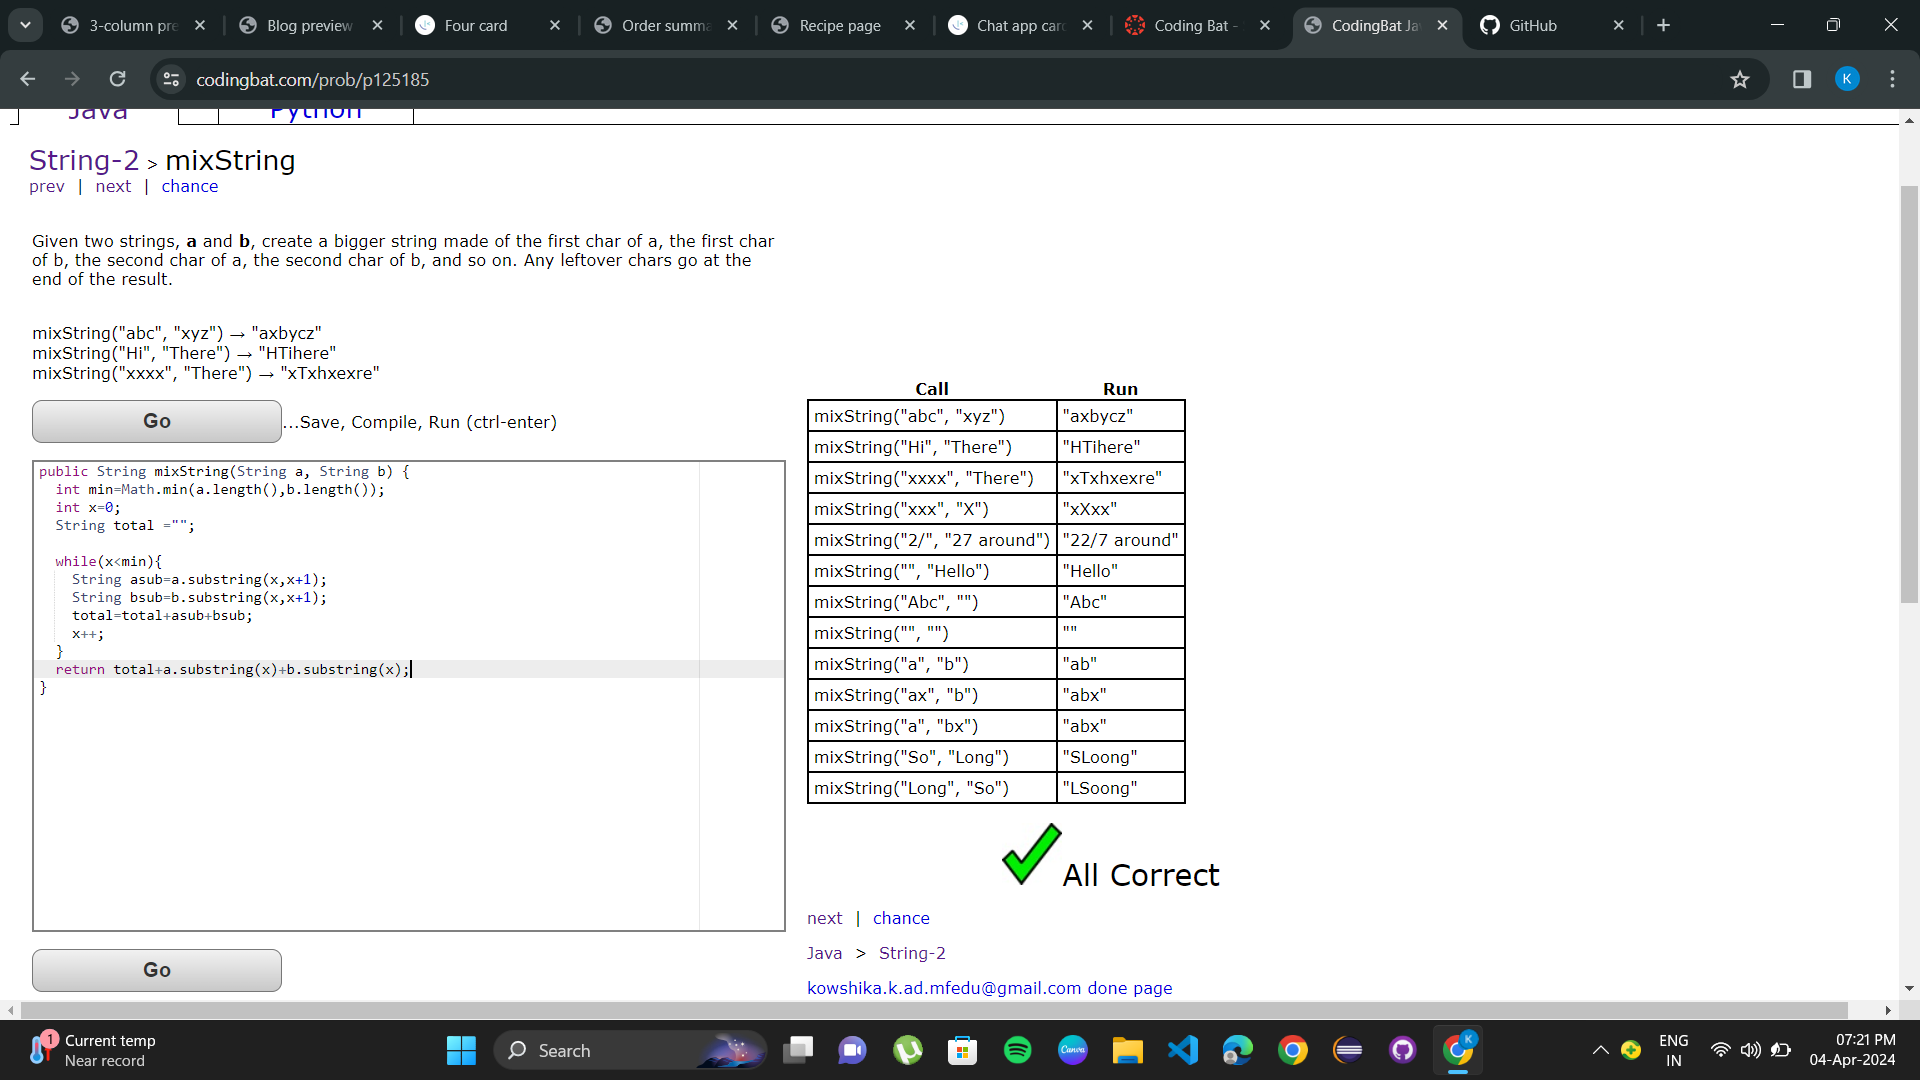 3-column pre
Blog preview
Four card
Order summa
Recipe page
Chat app card
Coding Bat -
CodingBat Ja
GitHub
codingbat.com/prob/p125185
K
Java
Python
String-2 > mixString
prev | next | chance
Given two strings, a and b, create a bigger string made of the first char of a, the first char
of b, the second char of a, the second char of b, and so on. Any leftover chars go at the
end of the result.
mixString("abc", "xyz") → "axbycz"
mixString("Hi", "There") → "HTihere"
mixString("xxxx", "There") → "xTxhxexre"
Go
...Save, Compile, Run (ctrl-enter)
public String mixString(String a, String b) {
int min=Math.min(a.length(),b.length());
int x=0;
String total ="";
while(x<min){
String asub=a.substring(x,x+1);
String bsub=b.substring(x,x+1);
total=total+asub+bsub;
x++;
}
return total+a.substring(x)+b.substring(x);
}
Go
Call Run
mixString("abc", "xyz") "axbycz"
mixString("Hi", "There") "HTihere"
mixString("xxxx", "There") "xTxhxexre"
mixString("xxx", "X") "xXxx"
mixString("2/", "27 around") "22/7 around"
mixString("", "Hello") "Hello"
mixString("Abc", "") "Abc"
mixString("", "") ""
mixString("a", "b") "ab"
mixString("ax", "b") "abx"
mixString("a", "bx") "abx"
mixString("So", "Long") "SLoong"
mixString("Long", "So") "LSoong"
All Correct
next | chance
Java > String-2
kowshika.k.ad.mfedu@gmail.com done page
1
Current temp
Near record
Search
Canva
K
ENG
IN
07:21 PM
04-Apr-2024